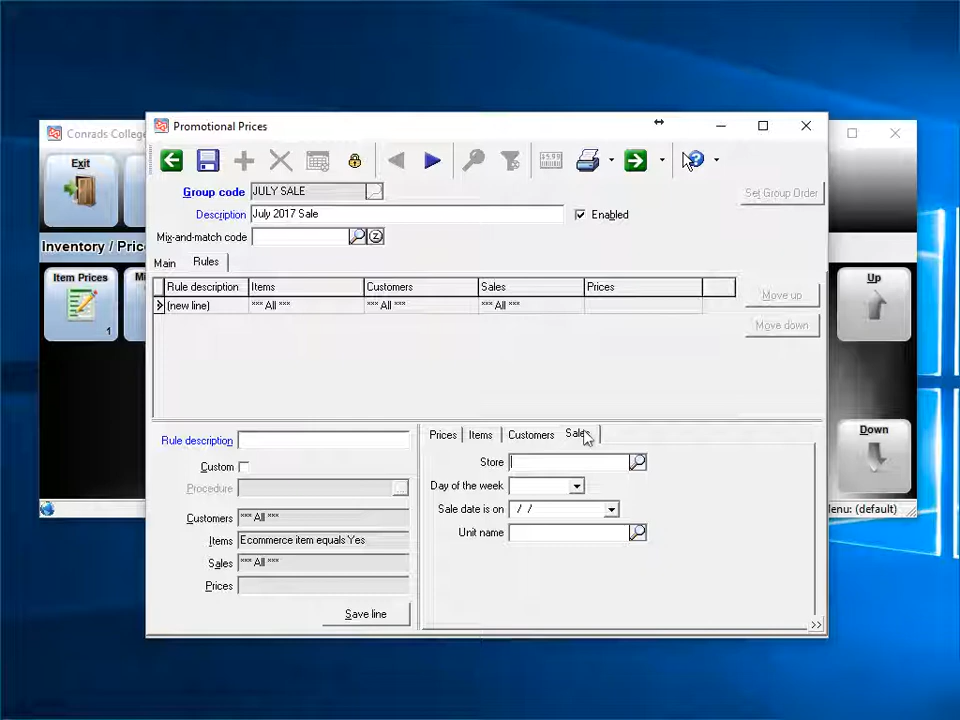 Promotional Prices
Conrads College
Exit
Group code JULY SALE
Set Group Order
Description July 2017 Sale
Enabled
Mix-and-match code
Inventory / Pric
Main Rules
Item Prices
1
Up
Rule description Items Customers Sales Prices
(new line) *** All *** *** All *** *** All ***
Move up
Move down
Prices Items Customers Sales
Rule description
Custom
Procedure
Customers *** All ***
Items Ecommerce item equals Yes
Sales *** All ***
Prices
Save line
Store
Day of the week
Sale date is on / /
Unit name
>>
Down
lenu: (default)